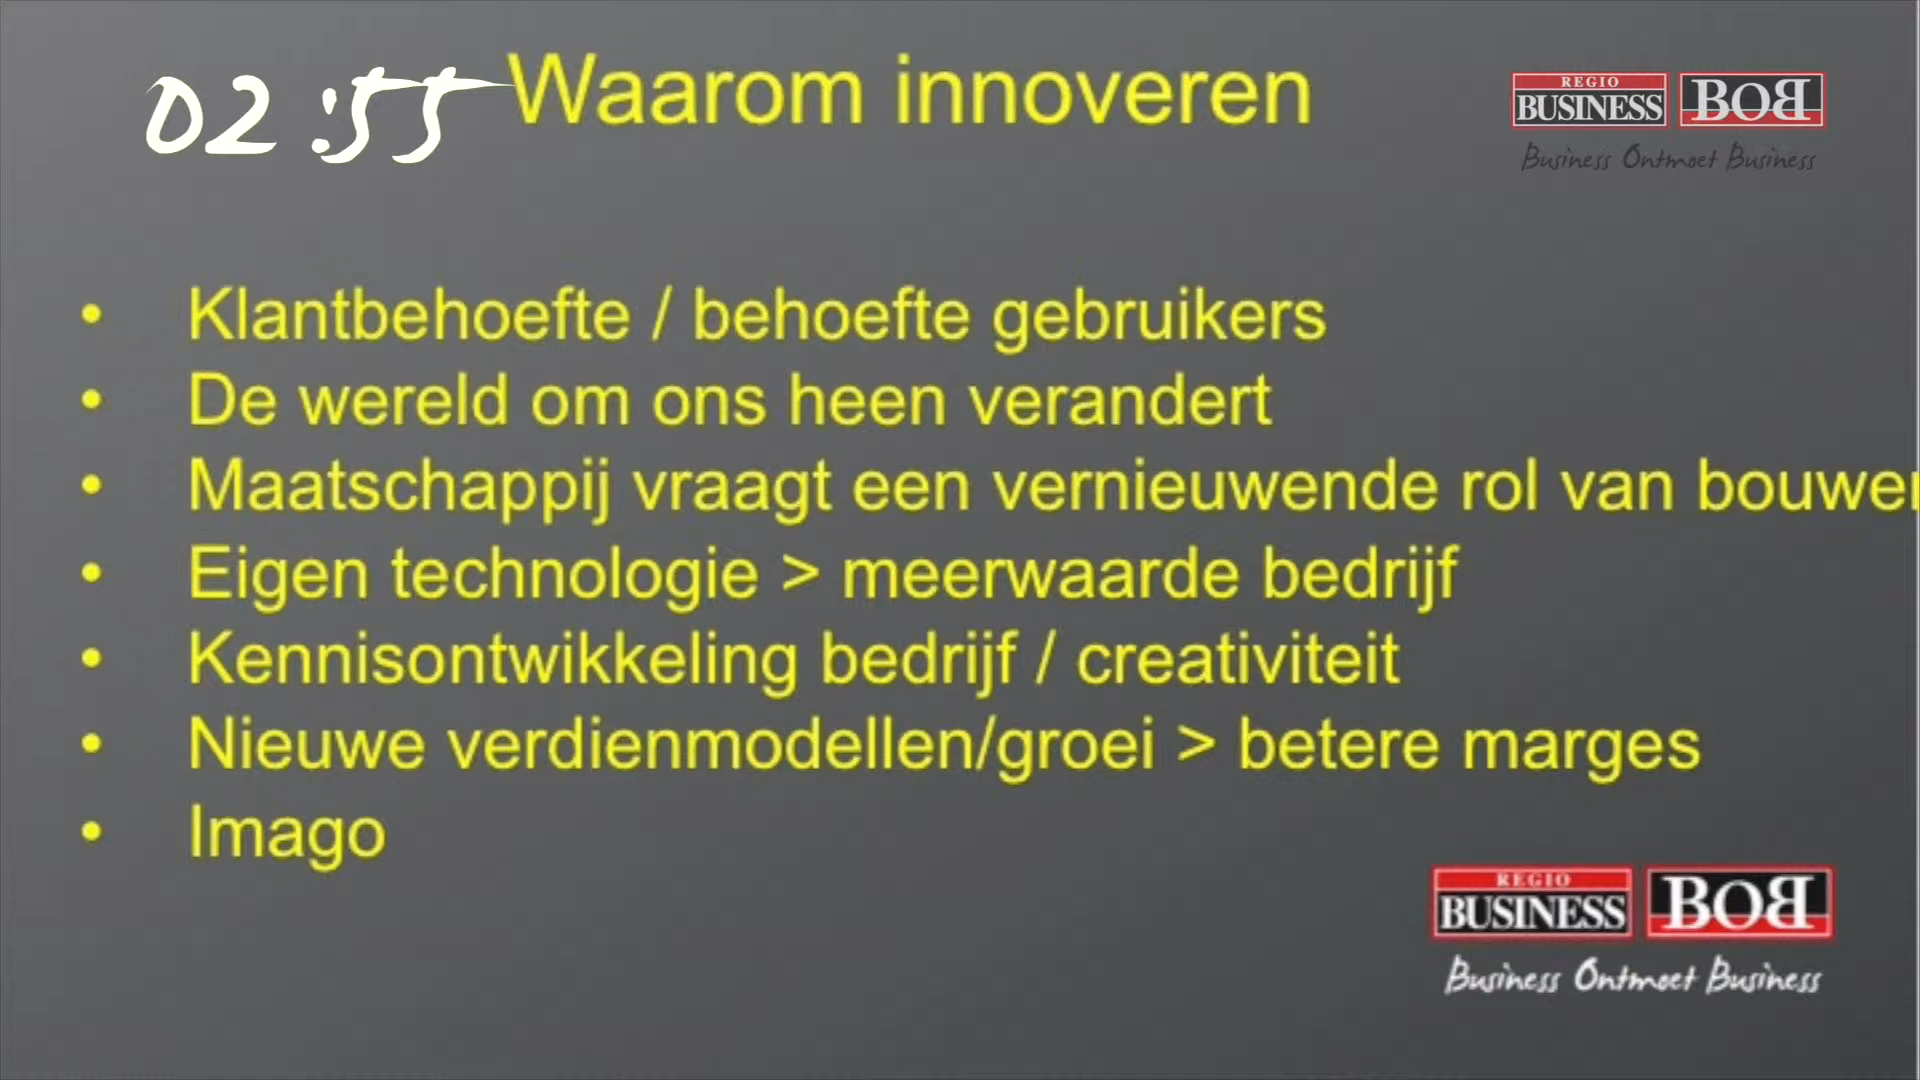 02:55 Waarom innoveren
REGIO
BUSINESS BOB
Business Ontmoet Business
• Klantbehoefte / behoefte gebruikers
• De wereld om ons heen verandert
• Maatschappij vraagt een vernieuwende rol van
• Eigen technologie > meerwaarde bedrijf
• Kennisontwikkeling bedrijf / creativiteit
• Nieuwe verdienmodellen/groei > betere marges
• Imago
REGIO
BUSINESS BOB
Business Ontmoet Business